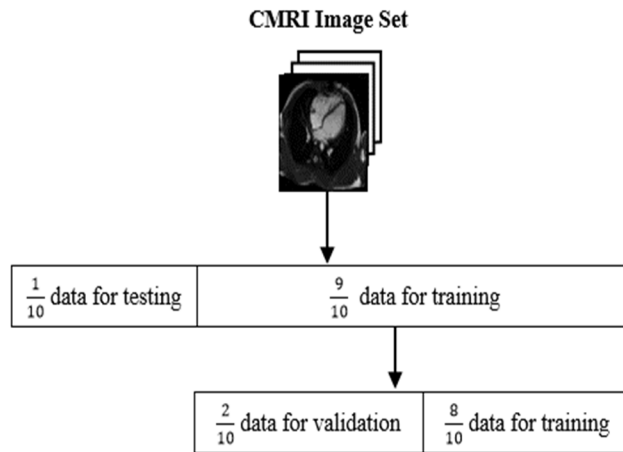 CMRI Image Set
1/10 data for testing
9/10 data for training
2/10 data for validation
8/10 data for training